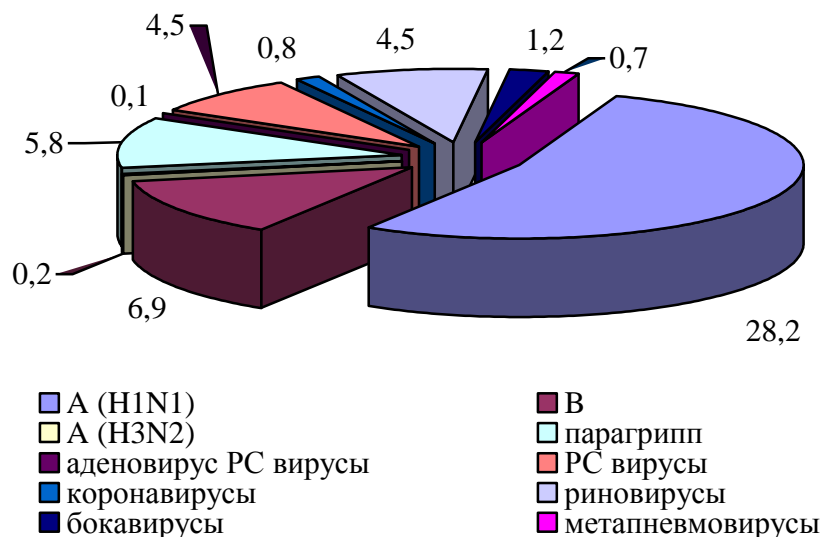 4,5
0,8
4,5
1,2
0,7
0,1
5,8
0,2
6,9
28,2
А (H1N1)
В
А (H3N2)
парагрипп
аденовирус РС вирусы
РС вирусы
коронавирусы
риновирусы
бокавирусы
метапневмовирусы